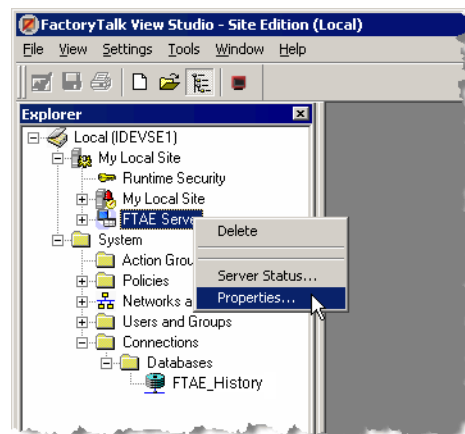 FactoryTalk View Studio - Site Edition (Local)
File View Settings Tools Window Help
Explorer
Local (IDEVSE1)
My Local Site
Runtime Security
My Local Site
FTAE Serve
System
Action Grou
Policies
Networks a
Users and Groups
Connections
Databases
FTAE_History
Delete
Server Status...
Properties...